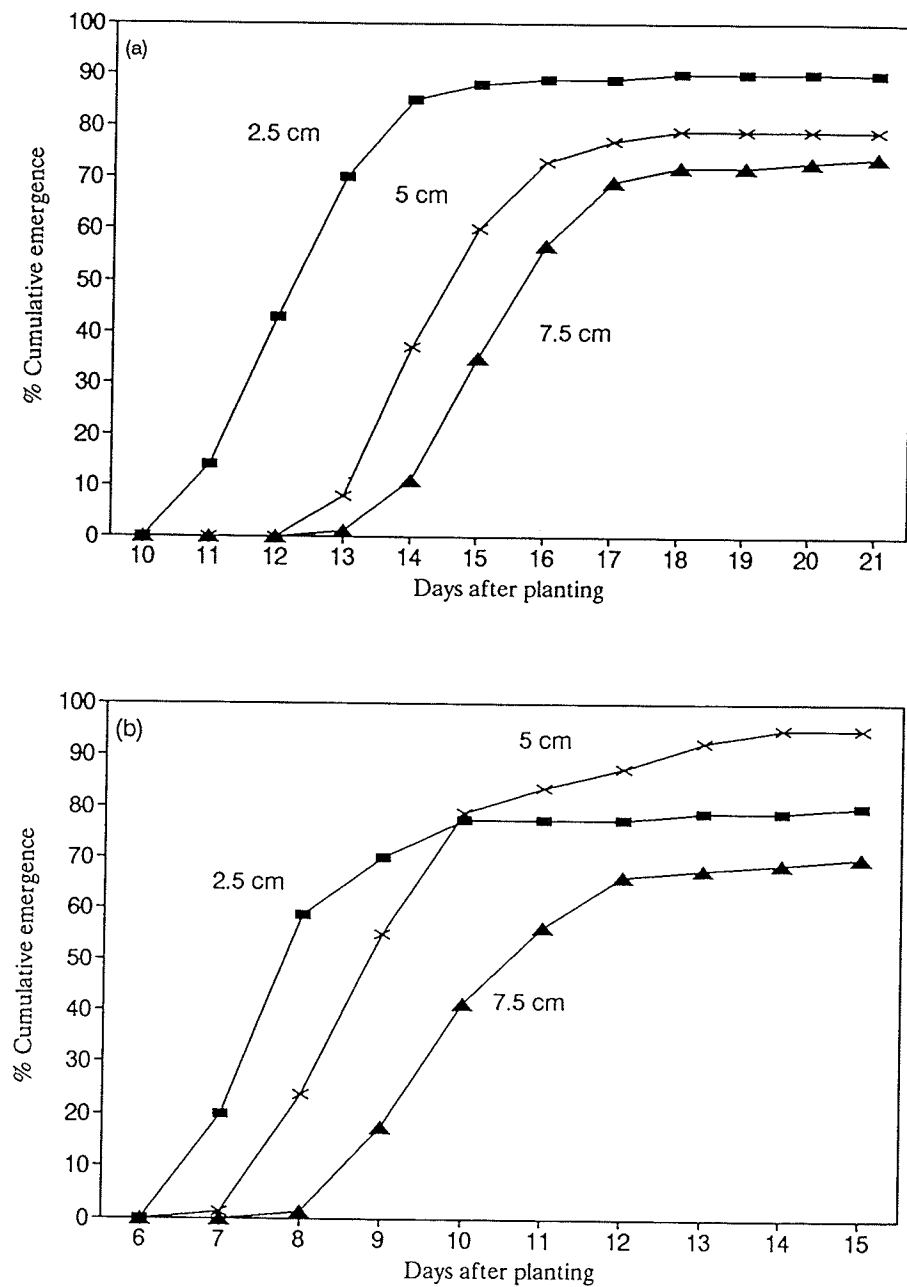 (a)
100
90
80
70
60
50
40
30
20
10
0
% Cumulative emergence
2.5 cm
5 cm
7.5 cm
10 11 12 13 14 15 16 17 18 19 20 21
Days after planting
(b)
100
90
80
70
60
50
40
30
20
10
0
% Cumulative emergence
5 cm
2.5 cm
7.5 cm
6 7 8 9 10 11 12 13 14 15
Days after planting